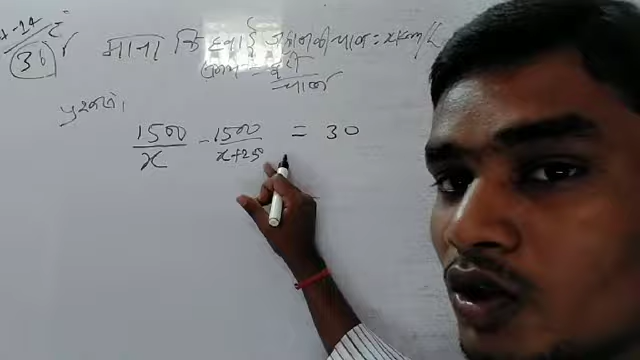 (36)
माना कि हवाई जहाज की चाल = x km/h
समय = दूरी / चाल
प्रश्न से,
1500/x - 1500/x+250 = 30